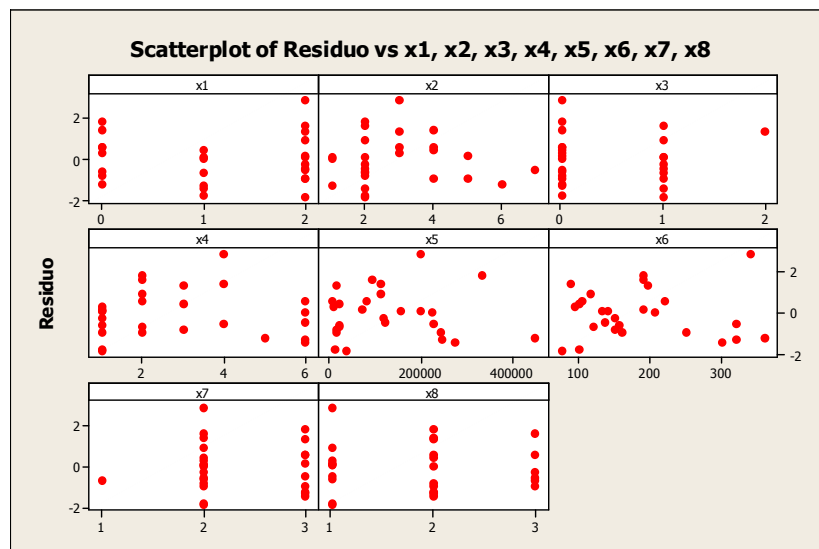 Scatterplot of Residuo vs x1, x2, x3, x4, x5, x6, x7, x8
x1 x2 x3
2
0
-2
0 1 2 2 4 6 0 1 2
x4 x5 x6
Residuo
2
0
-2
2 4 6 0 200000 400000 100 200 300
x7 x8
2
0
-2
1 2 3 1 2 3